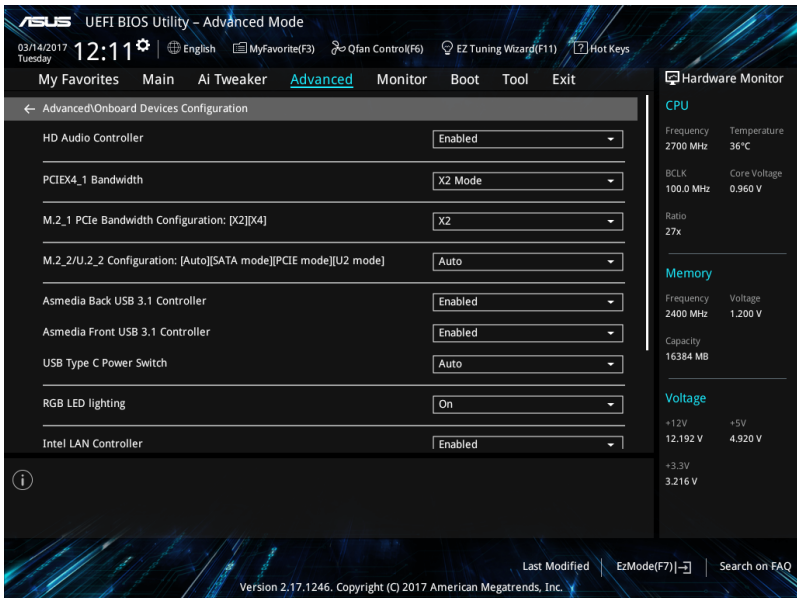 ASUS UEFI BIOS Utility – Advanced Mode
03/14/2017 Tuesday 12:11 English MyFavorite(F3) Qfan Control(F6) EZ Tuning Wizard(F11) ? Hot Keys
My Favorites Main Ai Tweaker Advanced Monitor Boot Tool Exit
← Advanced\Onboard Devices Configuration
HD Audio Controller Enabled
PCIEX4_1 Bandwidth X2 Mode
M.2_1 PCIe Bandwidth Configuration: [X2][X4] X2
M.2_2/U.2_2 Configuration: [Auto][SATA mode][PCIE mode][U2 mode] Auto
Asmedia Back USB 3.1 Controller Enabled
Asmedia Front USB 3.1 Controller Enabled
USB Type C Power Switch Auto
RGB LED lighting On
Intel LAN Controller Enabled
Hardware Monitor
CPU
Frequency Temperature
2700 MHz 36°C
BCLK Core Voltage
100.0 MHz 0.960 V
Ratio
27x
Memory
Frequency Voltage
2400 MHz 1.200 V
Capacity
16384 MB
Voltage
+12V +5V
12.192 V 4.920 V
+3.3V
3.216 V
Last Modified EzMode(F7) Search on FAQ
Version 2.17.1246. Copyright (C) 2017 American Megatrends, Inc.